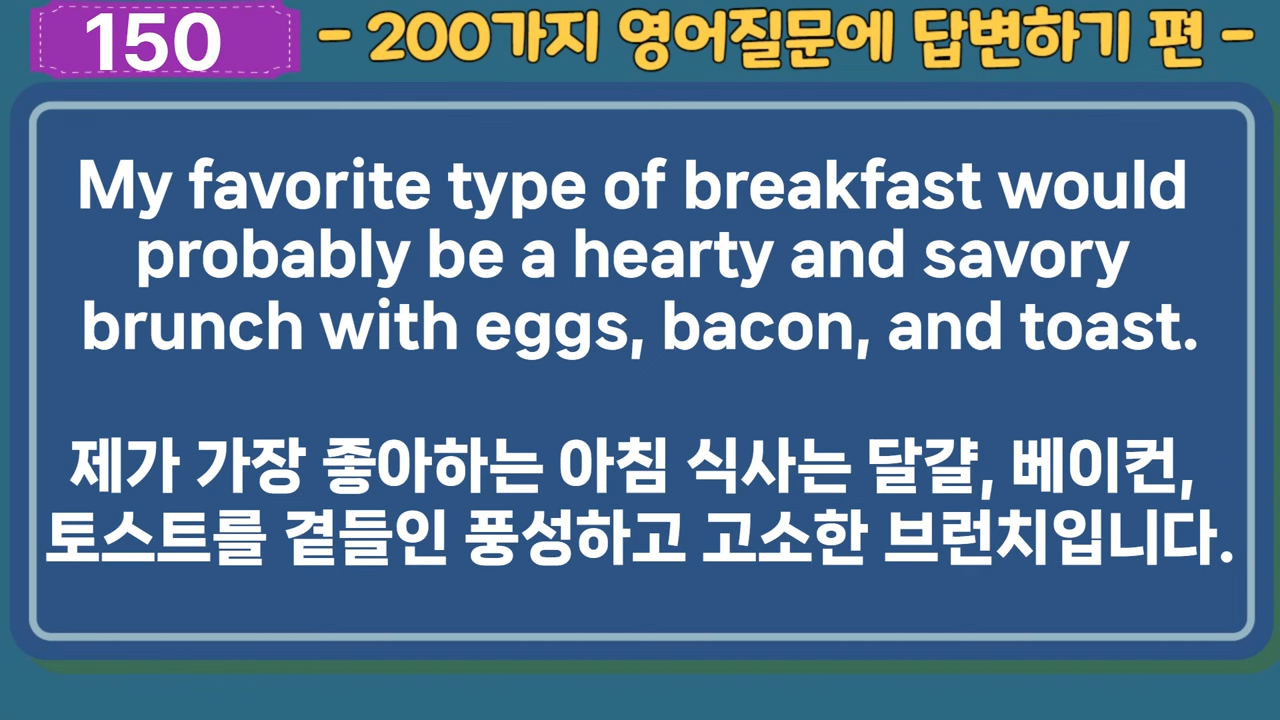 150
- 200가지 영어질문에 답변하기 편 -
My favorite type of breakfast would
probably be a hearty and savory
brunch with eggs, bacon, and toast.
제가 가장 좋아하는 아침 식사는 달걀, 베이컨,
토스트를 곁들인 풍성하고 고소한 브런치입니다.